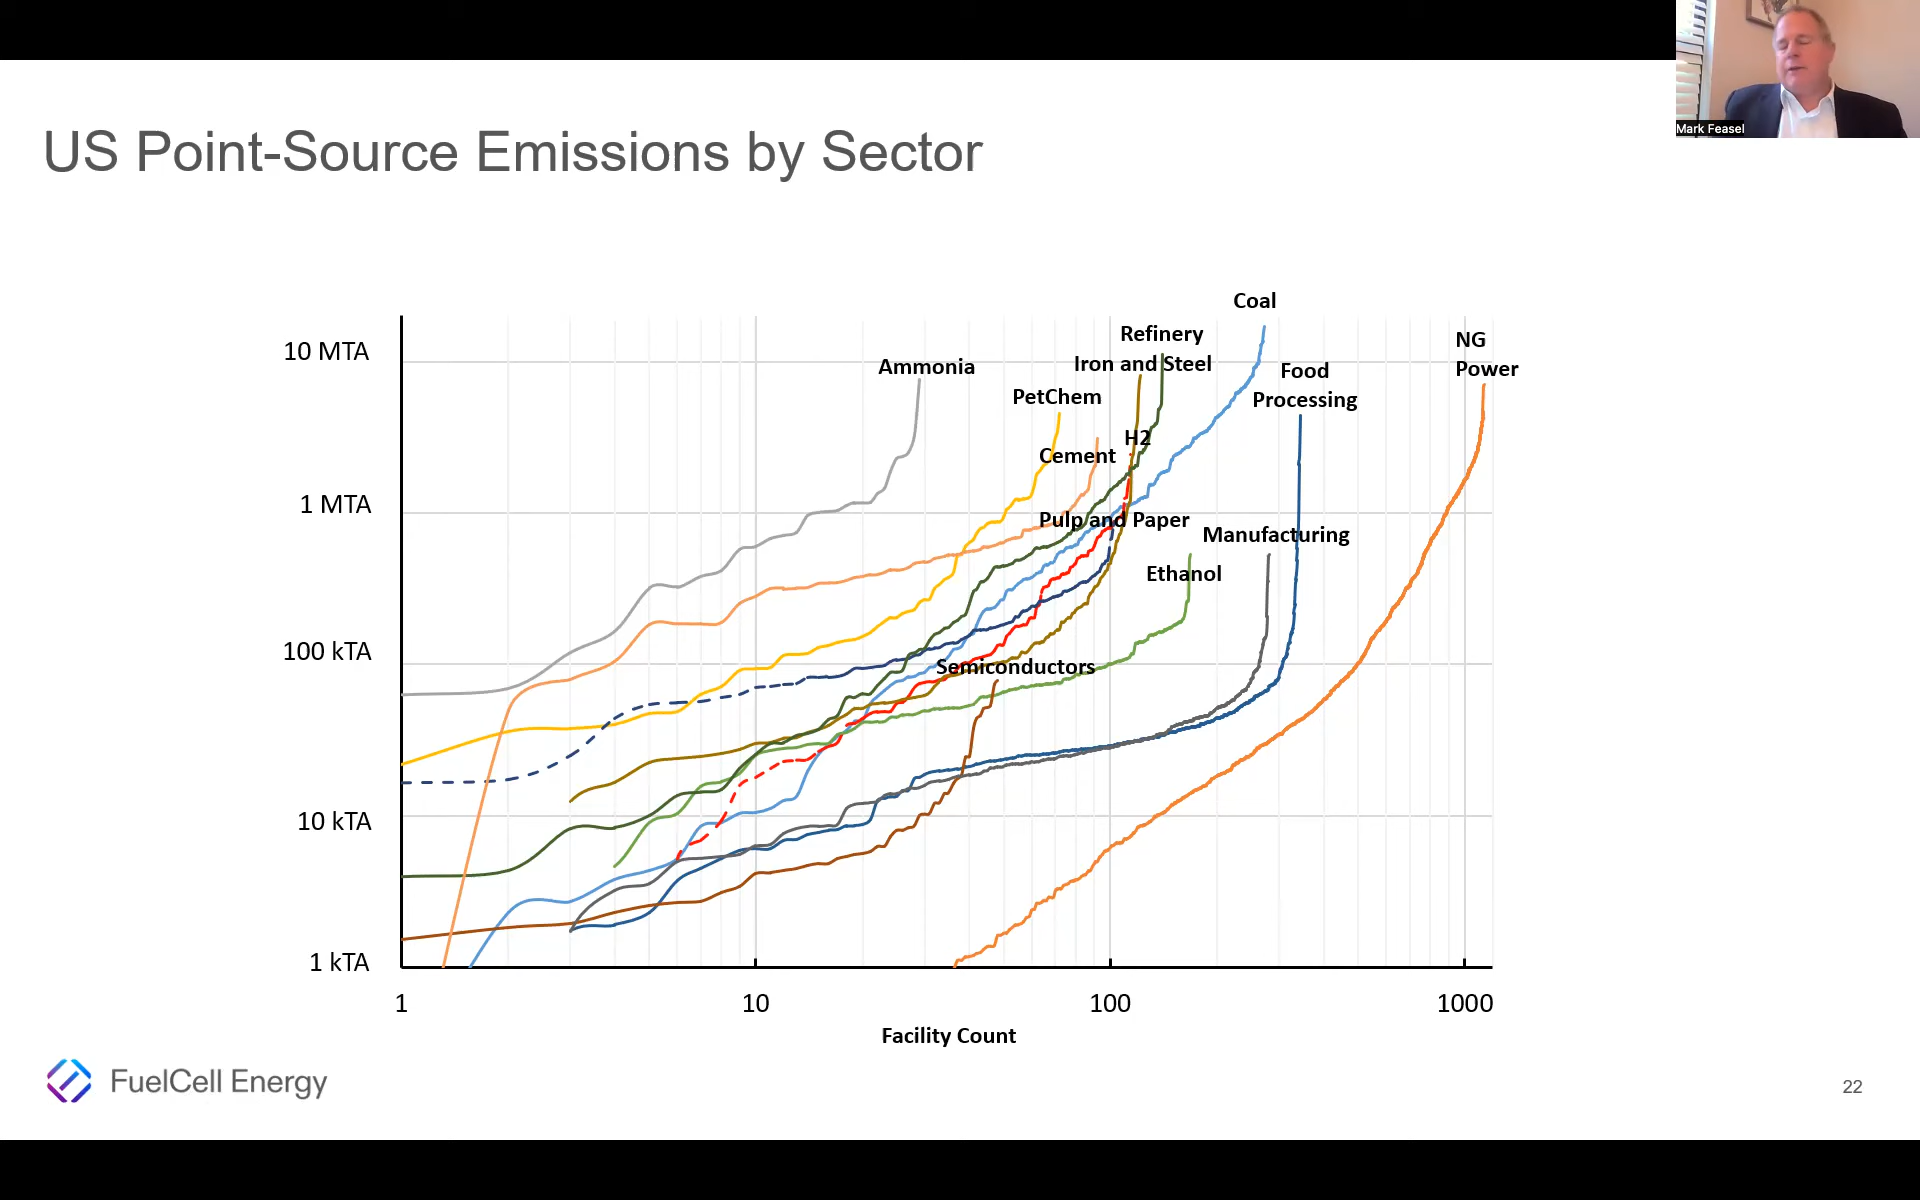 Mark Feasel
US Point-Source Emissions by Sector
Coal
Refinery
NG
Power
10 MTA
Ammonia
Iron and Steel
Food
Processing
PetChem
H2
Cement
1 MTA
Pulp and Paper
Manufacturing
Ethanol
100 kTA
Semiconductors
10 kTA
1 kTA
1 10 100 1000
Facility Count
FuelCell Energy
22